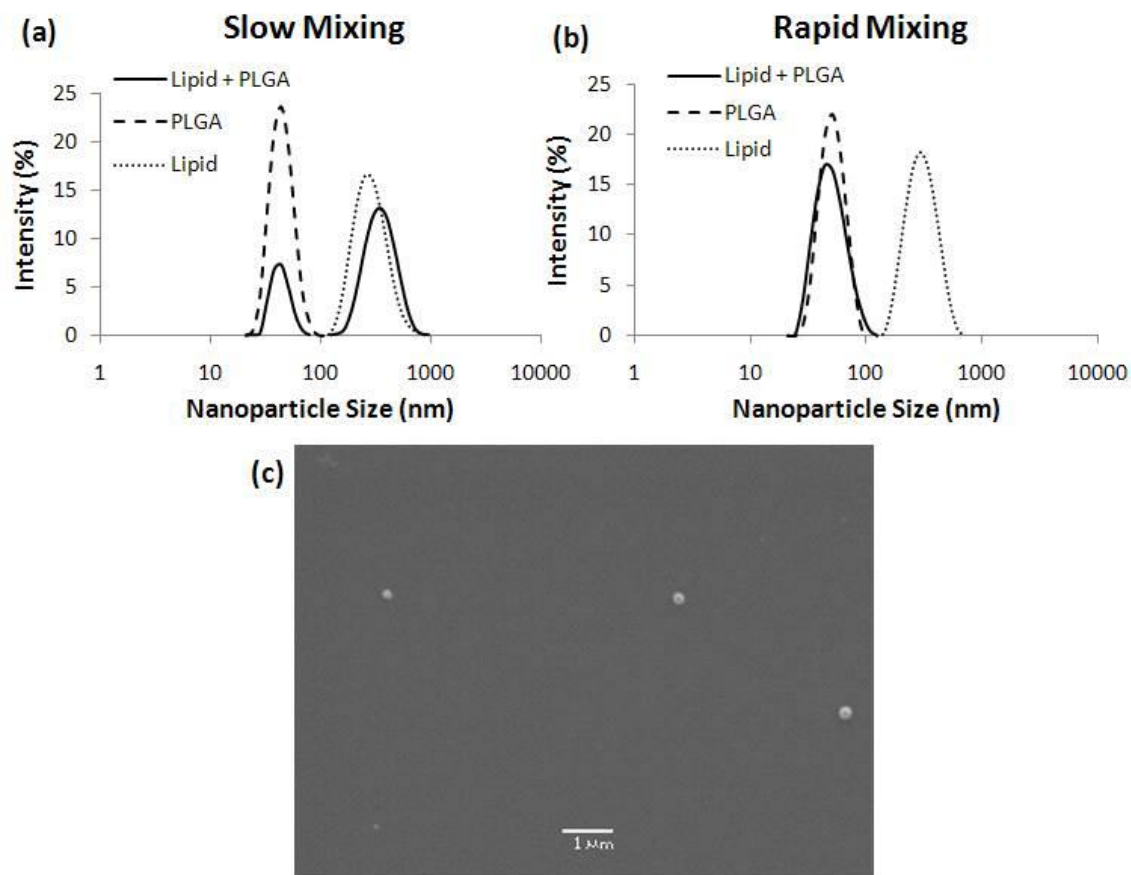 (a) Slow Mixing
Lipid + PLGA
PLGA
Lipid
25
20
15
10
5
0
Intensity (%)
1 10 100 1000 10000
Nanoparticle Size (nm)
(b) Rapid Mixing
Lipid + PLGA
PLGA
Lipid
25
20
15
10
5
0
Intensity (%)
1 10 100 1000 10000
Nanoparticle Size (nm)
(c)
1 μm